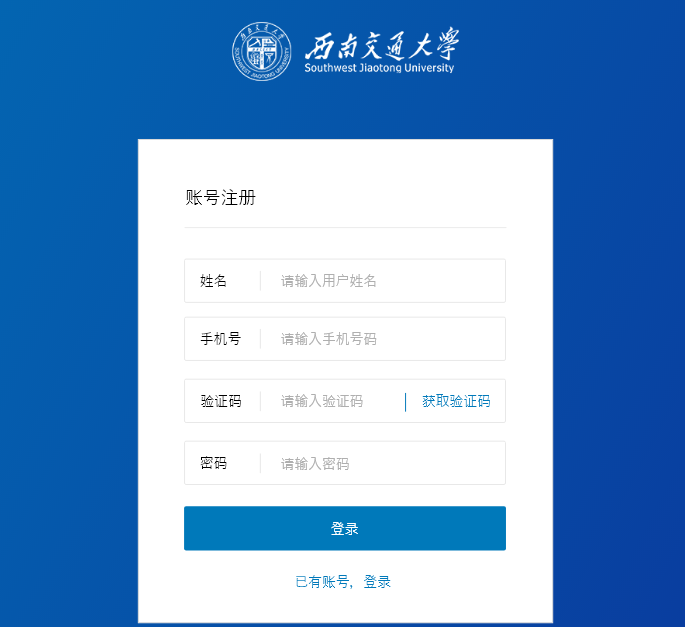 西南交通大學
Southwest Jiaotong University
账号注册
姓名 请输入用户姓名
手机号 请输入手机号码
验证码 请输入验证码 获取验证码
密码 请输入密码
登录
已有账号，登录